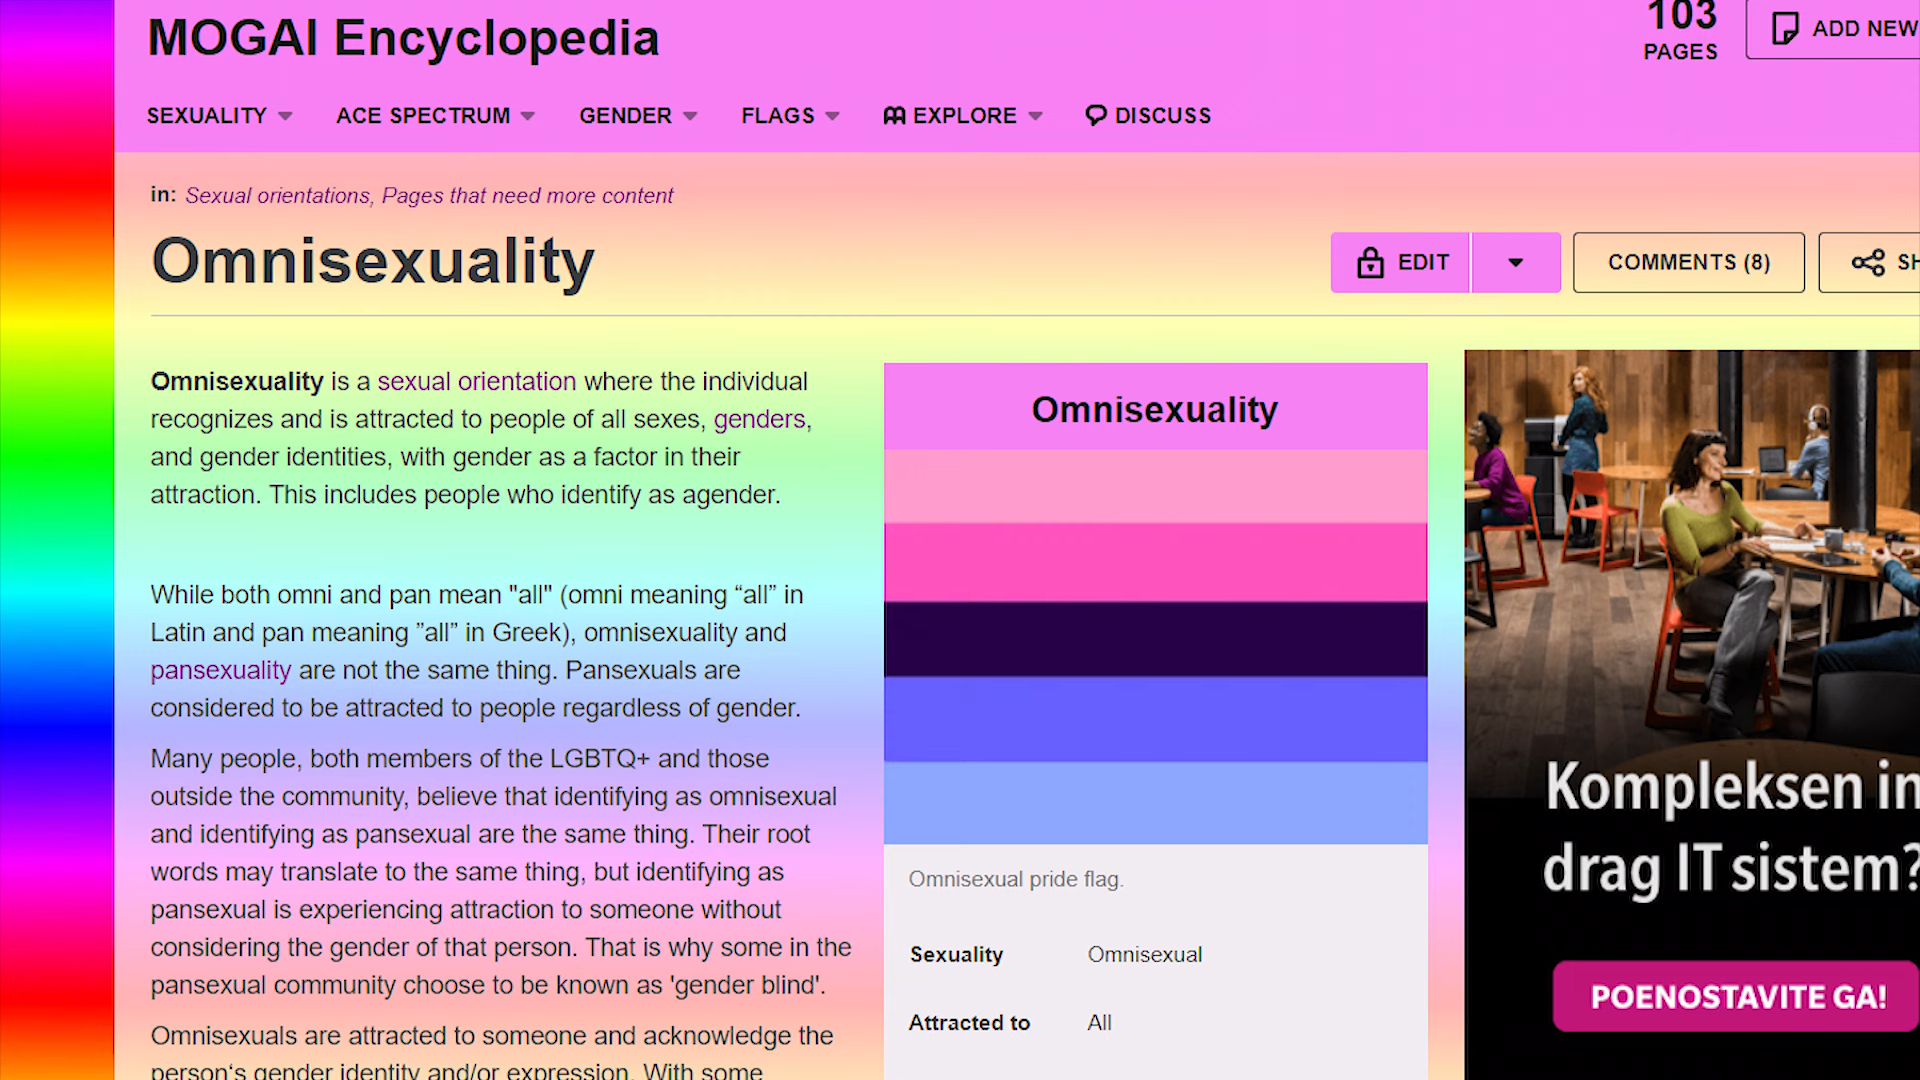 MOGAI Encyclopedia
103
PAGES
ADD NEW
SEXUALITY
ACE SPECTRUM
GENDER
FLAGS
EXPLORE
DISCUSS
in: Sexual orientations, Pages that need more content
Omnisexuality
EDIT
COMMENTS (8)
SH
Omnisexuality is a sexual orientation where the individual
recognizes and is attracted to people of all sexes, genders,
and gender identities, with gender as a factor in their
attraction. This includes people who identify as agender.
While both omni and pan mean "all" (omni meaning “all” in
Latin and pan meaning ”all” in Greek), omnisexuality and
pansexuality are not the same thing. Pansexuals are
considered to be attracted to people regardless of gender.
Many people, both members of the LGBTQ+ and those
outside the community, believe that identifying as omnisexual
and identifying as pansexual are the same thing. Their root
words may translate to the same thing, but identifying as
pansexual is experiencing attraction to someone without
considering the gender of that person. That is why some in the
pansexual community choose to be known as 'gender blind'.
Omnisexuals are attracted to someone and acknowledge the
person‘s gender identity and/or expression. With some
Omnisexuality
Omnisexual pride flag.
Sexuality
Omnisexual
Attracted to
All
Kompleksen in
drag IT sistem?
POENOSTAVITE GA!